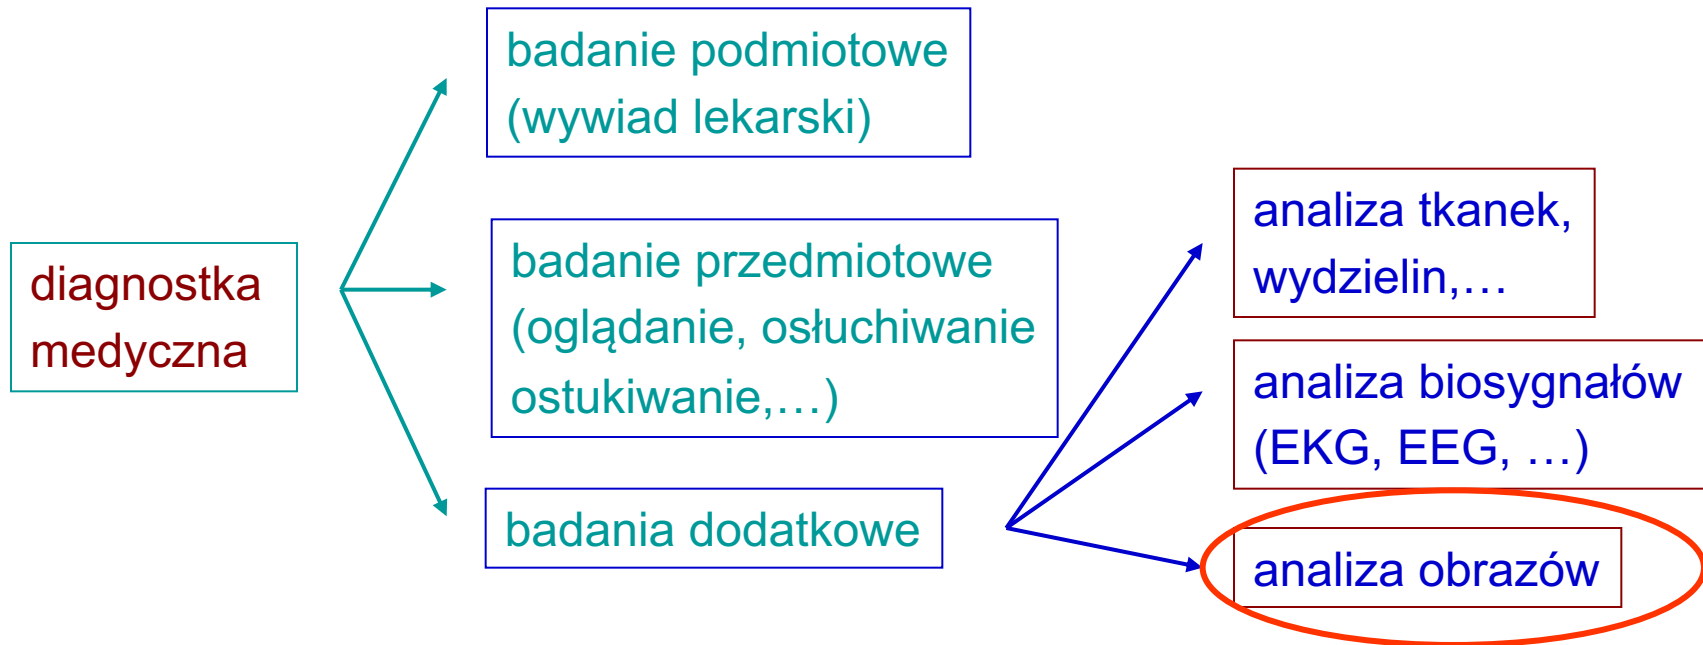 diagnostka
medyczna
badanie podmiotowe
(wywiad lekarski)
badanie przedmiotowe
(oglądanie, osłuchiwanie
ostukiwanie,…)
badania dodatkowe
analiza tkanek,
wydzielin,…
analiza biosygnałów
(EKG, EEG, …)
analiza obrazów